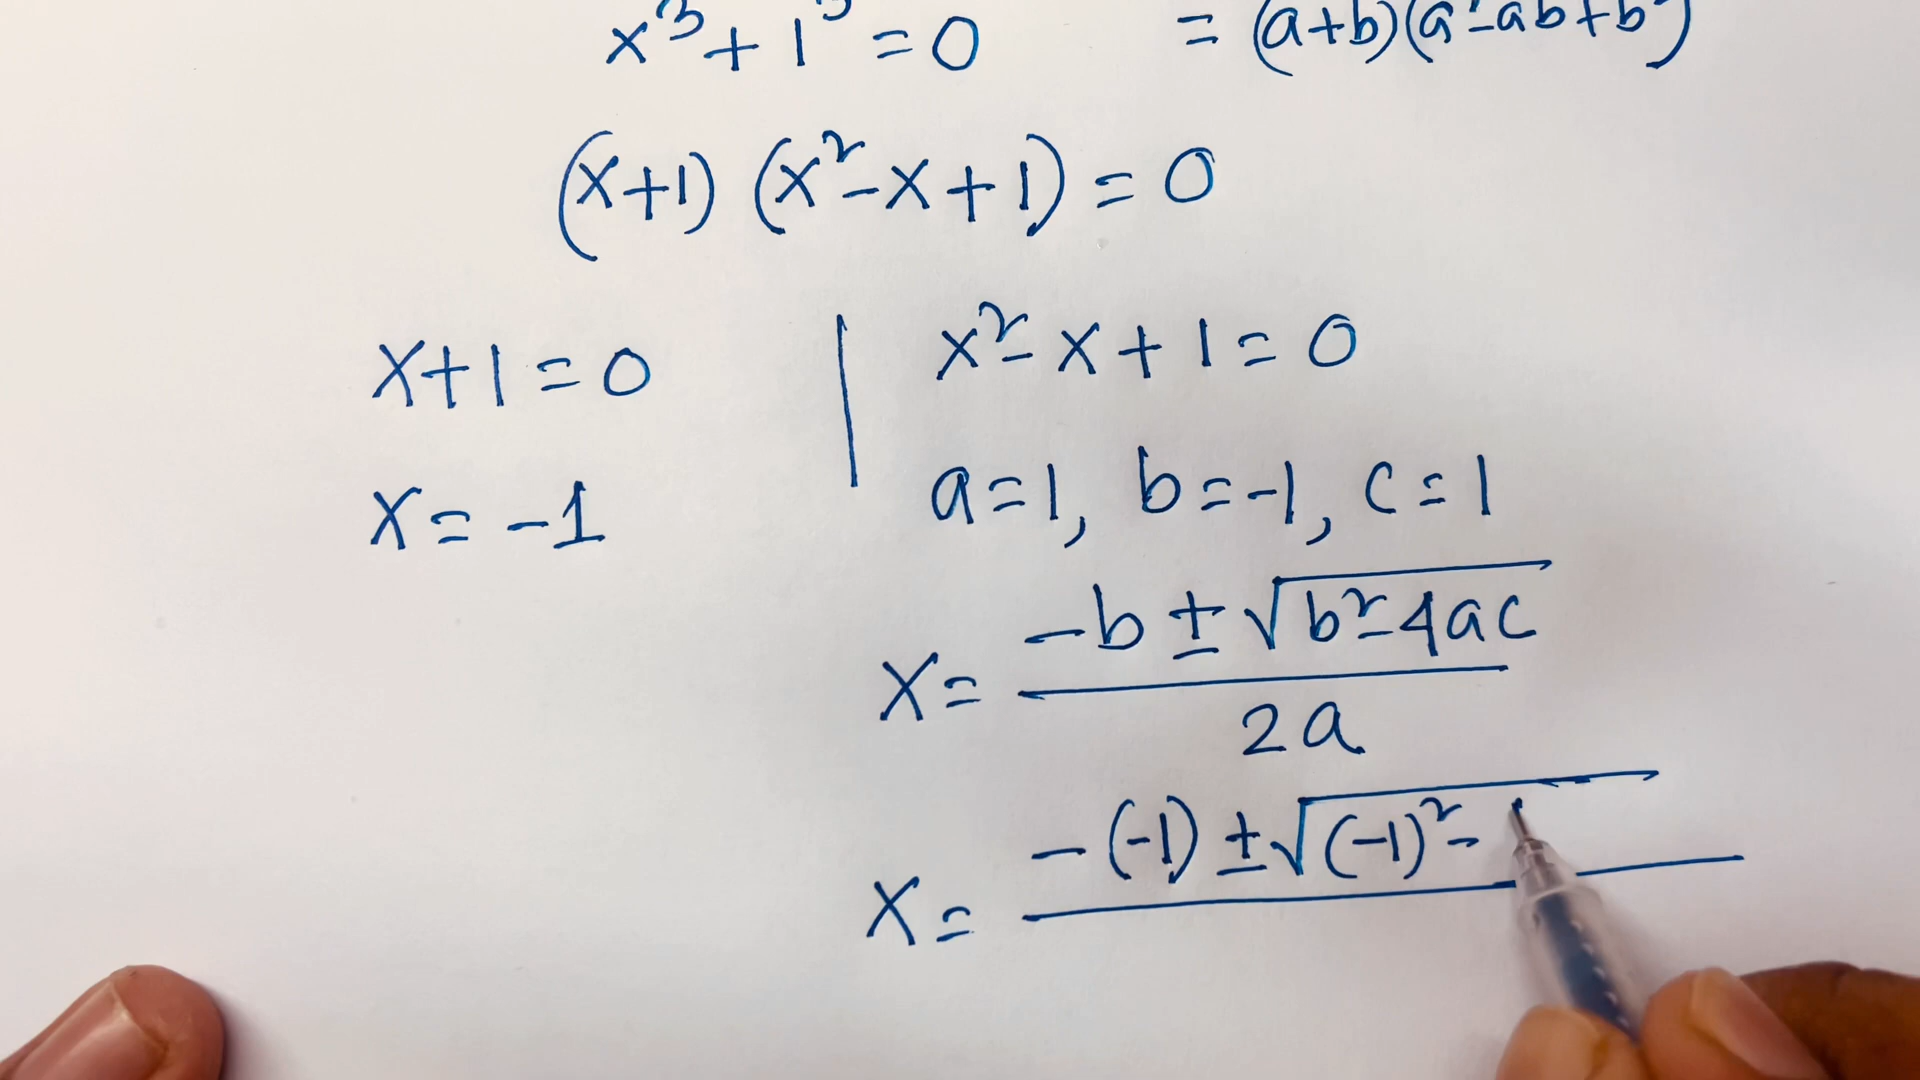 x³ + 1³ = 0
= (a+b)(a²-ab+b²)
(x+1) (x²-x+1) = 0
x+1=0
x²-x+1=0
x=-1
a=1, b=-1, c=1
x= -b±√b²-4ac
2a
x= -(-1)±√(-1)²-